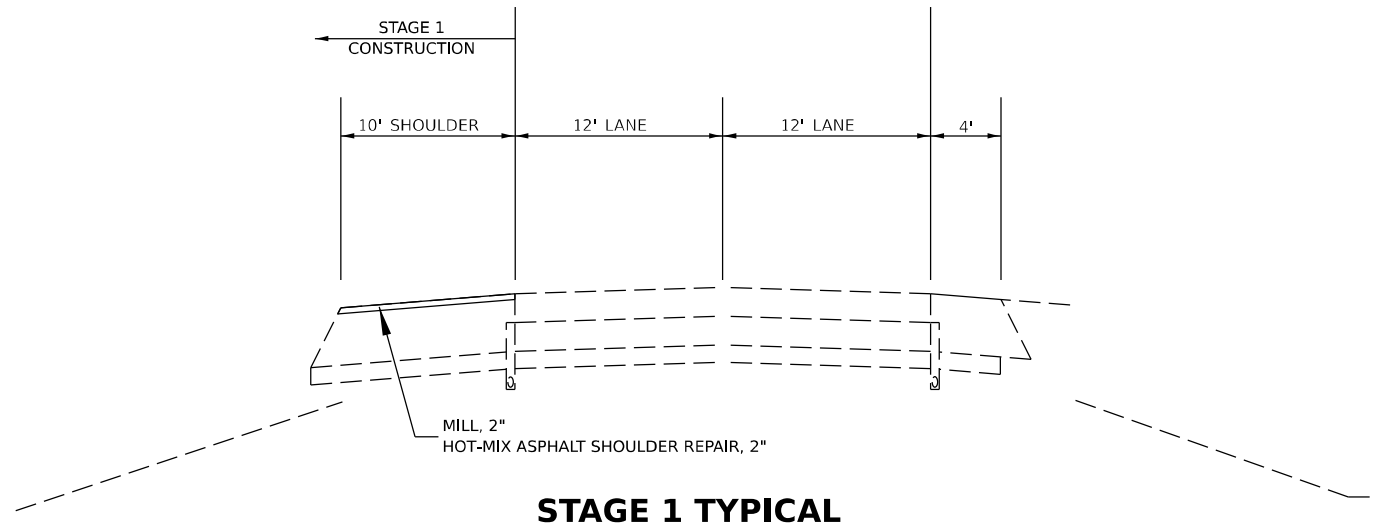 STAGE 1
CONSTRUCTION
10' SHOULDER
12' LANE
12' LANE
4'
MILL, 2"
HOT-MIX ASPHALT SHOULDER REPAIR, 2"
STAGE 1 TYPICAL